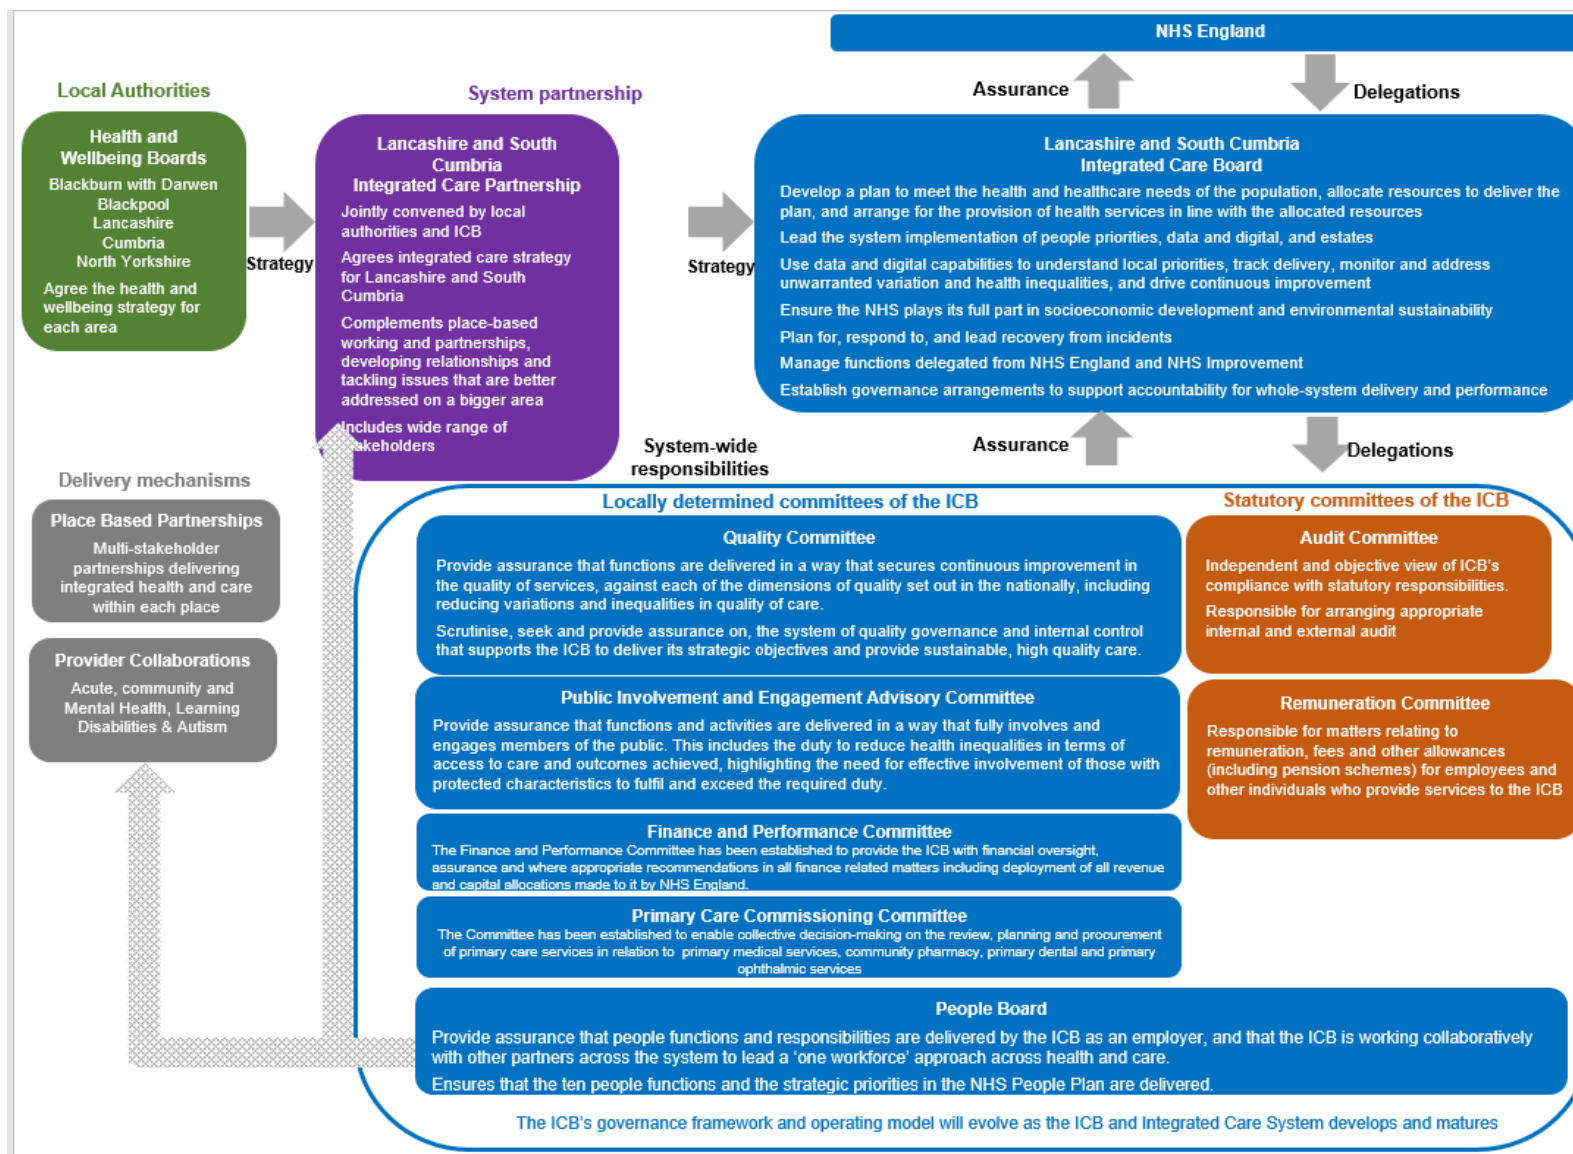 NHS England
Assurance
Delegations
Local Authorities
Health and
Wellbeing Boards
Blackburn with Darwen
Blackpool
Lancashire
Cumbria
North Yorkshire
Agree the health and
wellbeing strategy for
each area
Strategy
System partnership
Lancashire and South
Cumbria
Integrated Care Partnership
Jointly convened by local
authorities and ICB
Agrees integrated care strategy
for Lancashire and South
Cumbria
Complements place-based
working and partnerships,
developing relationships and
tackling issues that are better
addressed on a bigger area
Includes wide range of
stakeholders
Strategy
Lancashire and South Cumbria
Integrated Care Board
Develop a plan to meet the health and healthcare needs of the population, allocate resources to deliver the
plan, and arrange for the provision of health services in line with the allocated resources
Lead the system implementation of people priorities, data and digital, and estates
Use data and digital capabilities to understand local priorities, track delivery, monitor and address
unwarranted variation and health inequalities, and drive continuous improvement
Ensure the NHS plays its full part in socioeconomic development and environmental sustainability
Plan for, respond to, and lead recovery from incidents
Manage functions delegated from NHS England and NHS Improvement
Establish governance arrangements to support accountability for whole-system delivery and performance
System-wide
responsibilities
Assurance
Delegations
Delivery mechanisms
Place Based Partnerships
Multi-stakeholder
partnerships delivering
integrated health and care
within each place
Provider Collaborations
Acute, community and
Mental Health, Learning
Disabilities & Autism
Locally determined committees of the ICB
Quality Committee
Provide assurance that functions are delivered in a way that secures continuous improvement in
the quality of services, against each of the dimensions of quality set out in the nationally, including
reducing variations and inequalities in quality of care.
Scrutinise, seek and provide assurance on, the system of quality governance and internal control
that supports the ICB to deliver its strategic objectives and provide sustainable, high quality care.
Public Involvement and Engagement Advisory Committee
Provide assurance that functions and activities are delivered in a way that fully involves and
engages members of the public. This includes the duty to reduce health inequalities in terms of
access to care and outcomes achieved, highlighting the need for effective involvement of those with
protected characteristics to fulfil and exceed the required duty.
Finance and Performance Committee
The Finance and Performance Committee has been established to provide the ICB with financial oversight,
assurance and where appropriate recommendations in all finance related matters including deployment of all revenue
and capital allocations made to it by NHS England.
Primary Care Commissioning Committee
The Committee has been established to enable collective decision-making on the review, planning and procurement
of primary care services in relation to primary medical services, community pharmacy, primary dental and primary
ophthalmic services
Statutory committees of the ICB
Audit Committee
Independent and objective view of ICB's
compliance with statutory responsibilities.
Responsible for arranging appropriate
internal and external audit
Remuneration Committee
Responsible for matters relating to
remuneration, fees and other allowances
(including pension schemes) for employees and
other individuals who provide services to the ICB
People Board
Provide assurance that people functions and responsibilities are delivered by the ICB as an employer, and that the ICB is working collaboratively
with other partners across the system to lead a 'one workforce' approach across health and care.
Ensures that the ten people functions and the strategic priorities in the NHS People Plan are delivered.
The ICB's governance framework and operating model will evolve as the ICB and Integrated Care System develops and matures